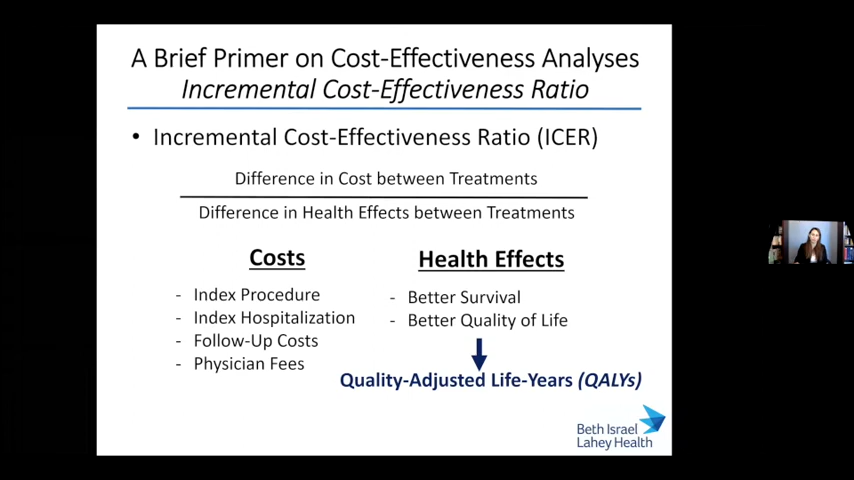 A Brief Primer on Cost-Effectiveness Analyses
Incremental Cost-Effectiveness Ratio
• Incremental Cost-Effectiveness Ratio (ICER)
Difference in Cost between Treatments
Difference in Health Effects between Treatments
Costs
- Index Procedure
- Index Hospitalization
- Follow-Up Costs
- Physician Fees
Health Effects
- Better Survival
- Better Quality of Life
Quality-Adjusted Life-Years (QALYs)
Beth Israel
Lahey Health